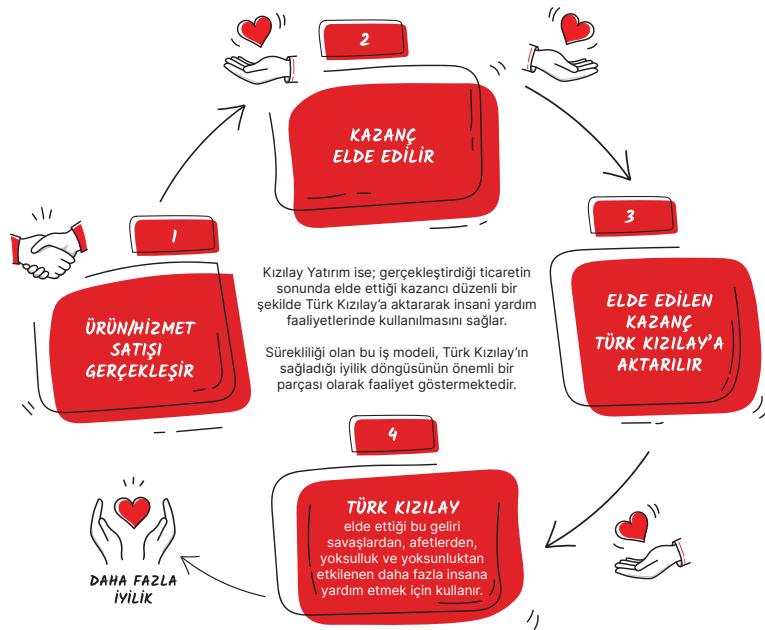 1
ÜRÜN/HİZMET
SATIŞI
GERÇEKLEŞİR
2
KAZANÇ
ELDE EDİLİR
3
ELDE EDİLEN
KAZANÇ
TÜRK KIZILAY’A
AKTARILIR
Kızılay Yatırım ise; gerçekleştirdiği ticaretin
sonunda elde ettiği kazancı düzenli bir
şekilde Türk Kızılay’a aktararak insani yardım
faaliyetlerinde kullanılmasını sağlar.
Sürekliliği olan bu iş modeli, Türk Kızılay’ın
sağladığı iyilik döngüsünün önemli bir
parçası olarak faaliyet göstermektedir.
4
TÜRK KIZILAY
elde ettiği bu geliri
savaşlardan, afetlerden,
yoksulluk ve yoksunluktan
etkilenen daha fazla insana
yardım etmek için kullanır.
DAHA FAZLA
İYİLİK